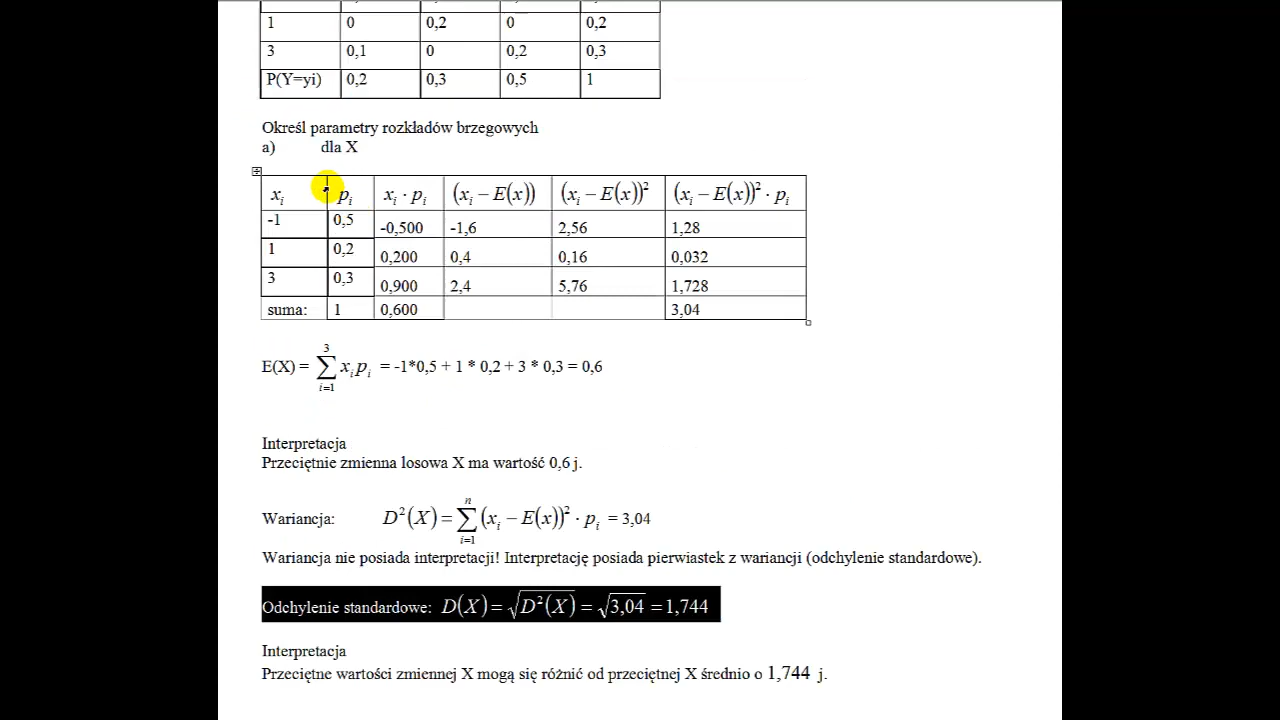 1 0 0,2 0 0,2
3 0,1 0 0,2 0,3
P(Y=yi) 0,2 0,3 0,5 1
Określ parametry rozkładów brzegowych
a) dla X
xᵢ pᵢ xᵢ · pᵢ (xᵢ − E(x)) (xᵢ − E(x))² (xᵢ − E(x))² · pᵢ
-1 0,5 -0,500 -1,6 2,56 1,28
1 0,2 0,200 0,4 0,16 0,032
3 0,3 0,900 2,4 5,76 1,728
suma: 1 0,600 3,04
E(X) = ∑ᵢ₌₁³ xᵢpᵢ = -1*0,5 + 1 * 0,2 + 3 * 0,3 = 0,6
Interpretacja
Przeciętnie zmienna losowa X ma wartość 0,6 j.
Wariancja: D²(X) = ∑ᵢ₌₁ⁿ (xᵢ − E(x))² · pᵢ = 3,04
Wariancja nie posiada interpretacji! Interpretację posiada pierwiastek z wariancji (odchylenie standardowe).
Odchylenie standardowe: D(X) = √D²(X) = √3,04 = 1,744
Interpretacja
Przeciętne wartości zmiennej X mogą się różnić od przeciętnej X średnio o 1,744 j.